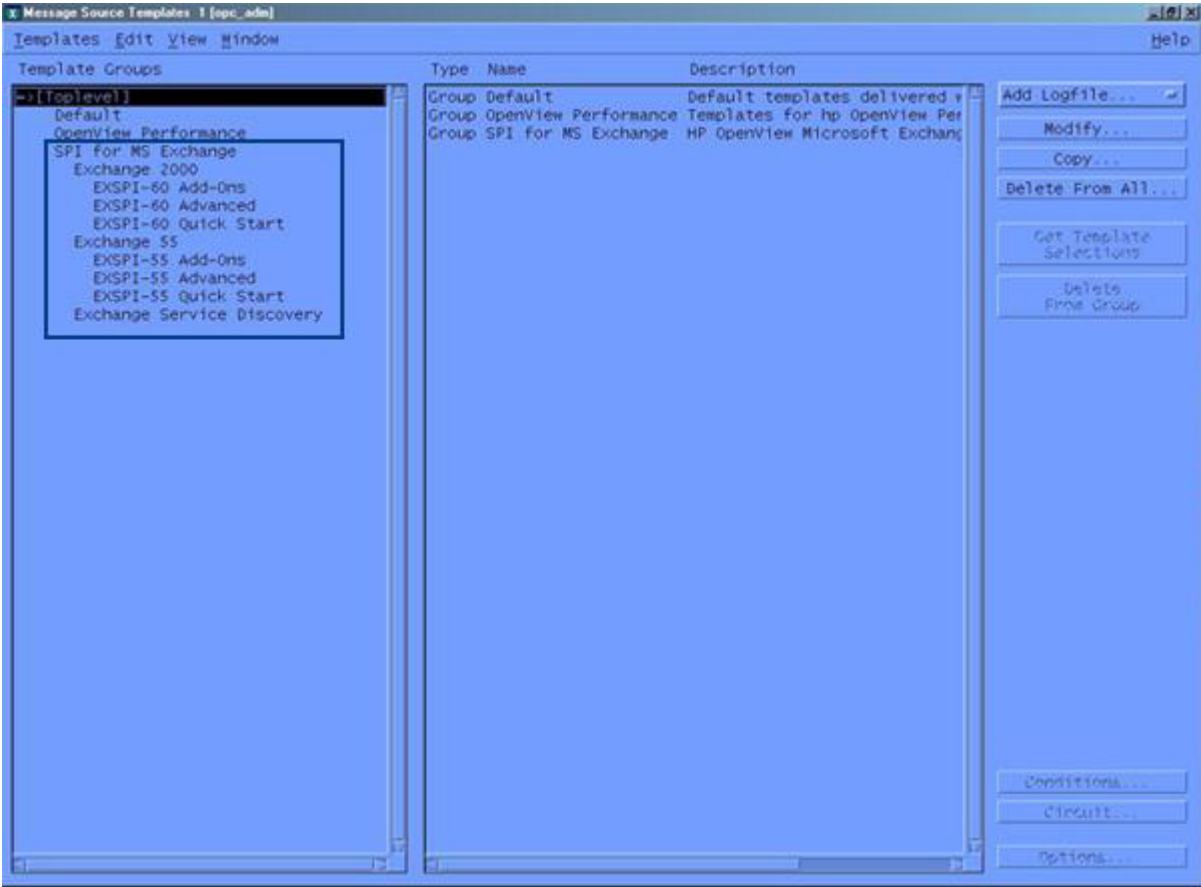 Message Source Templates 1 [opc_adm]
Templates Edit View Window Help
Template Groups
->[Toplevel]
Default
OpenView Performance
SPI for MS Exchange
Exchange 2000
EXSPI-60 Add-Ons
EXSPI-60 Advanced
EXSPI-60 Quick Start
Exchange 55
EXSPI-55 Add-Ons
EXSPI-55 Advanced
EXSPI-55 Quick Start
Exchange Service Discovery
Type Name Description
Group Default Default templates delivered
Group OpenView Performance Templates for hp OpenView Per
Group SPI for MS Exchange HP OpenView Microsoft Exchang
Add Logfile...
Modify...
Copy...
Delete From All...
Get Template
Selections
Delete
From Group
Conditions...
Circuit...
Options...